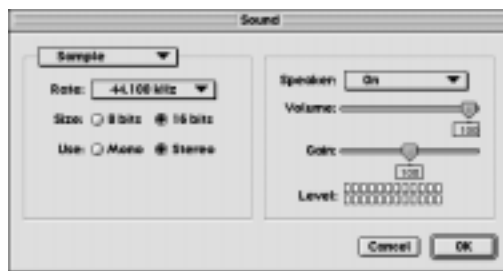 Sound
Sample
Rate: 44.100 kHz
Size: 8 bits 16 bits
Use: Mono Stereo
Speaker: On
Volume:
100
Gain:
100
Level:
Cancel OK